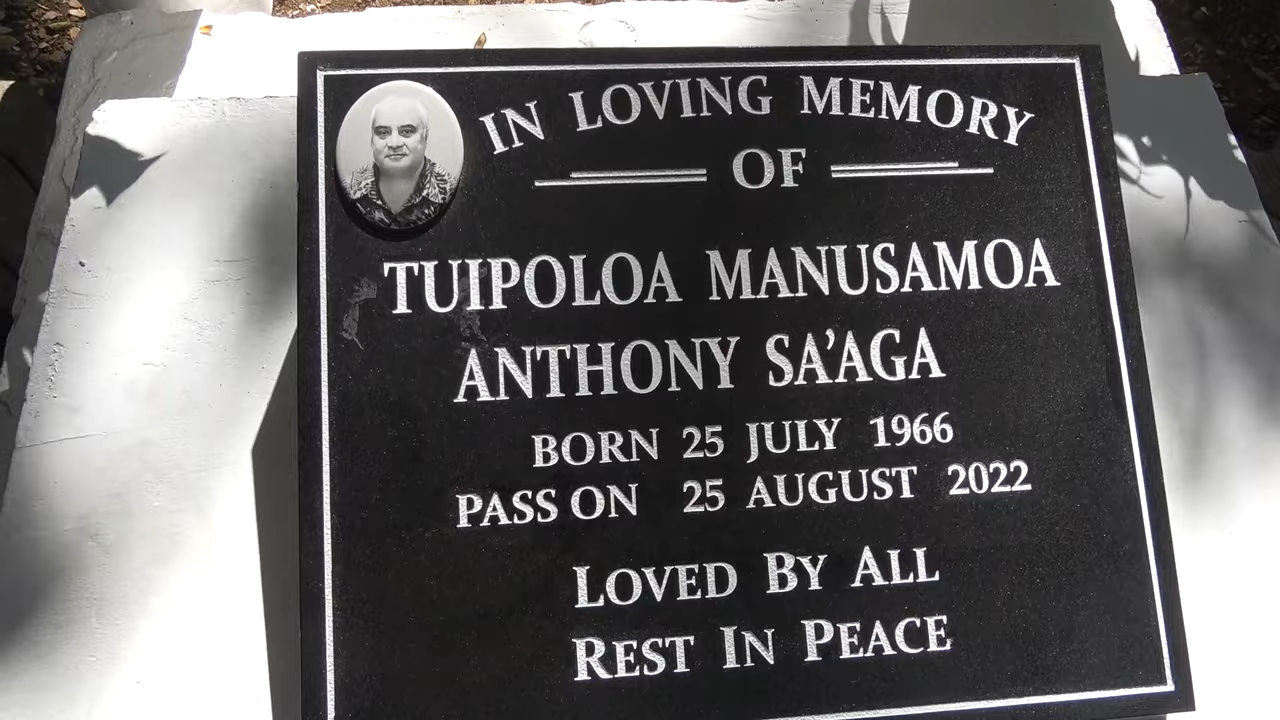 IN LOVING MEMORY
OF
TUIPOLOA MANUSAMOA
ANTHONY SA'AGA
BORN 25 JULY 1966
PASS ON 25 AUGUST 2022
LOVED BY ALL
REST IN PEACE